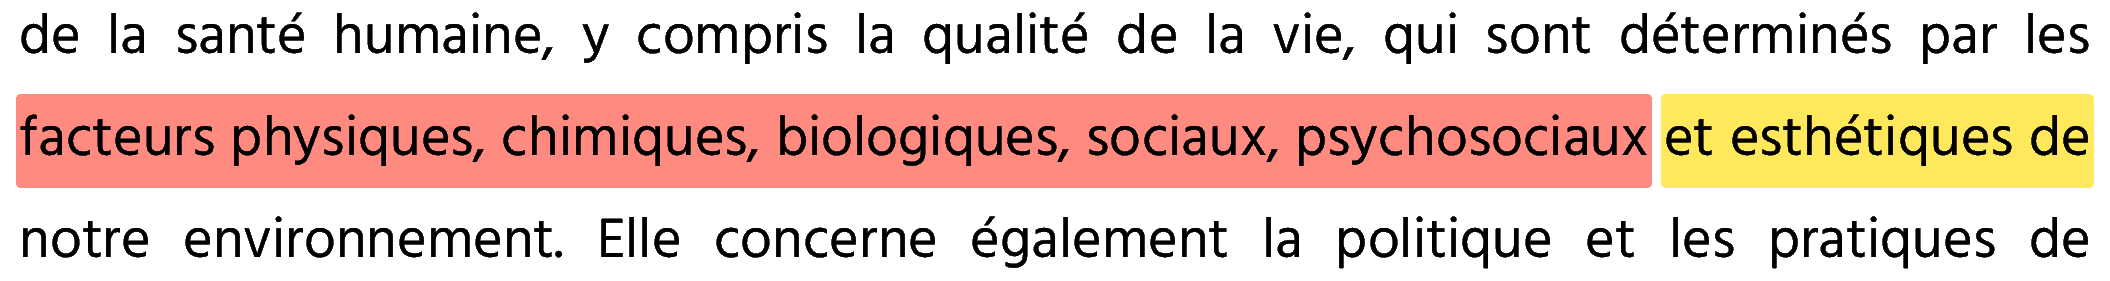 de la santé humaine, y compris la qualité de la vie, qui sont déterminés par les
facteurs physiques, chimiques, biologiques, sociaux, psychosociaux et esthétiques de
notre environnement. Elle concerne également la politique et les pratiques de